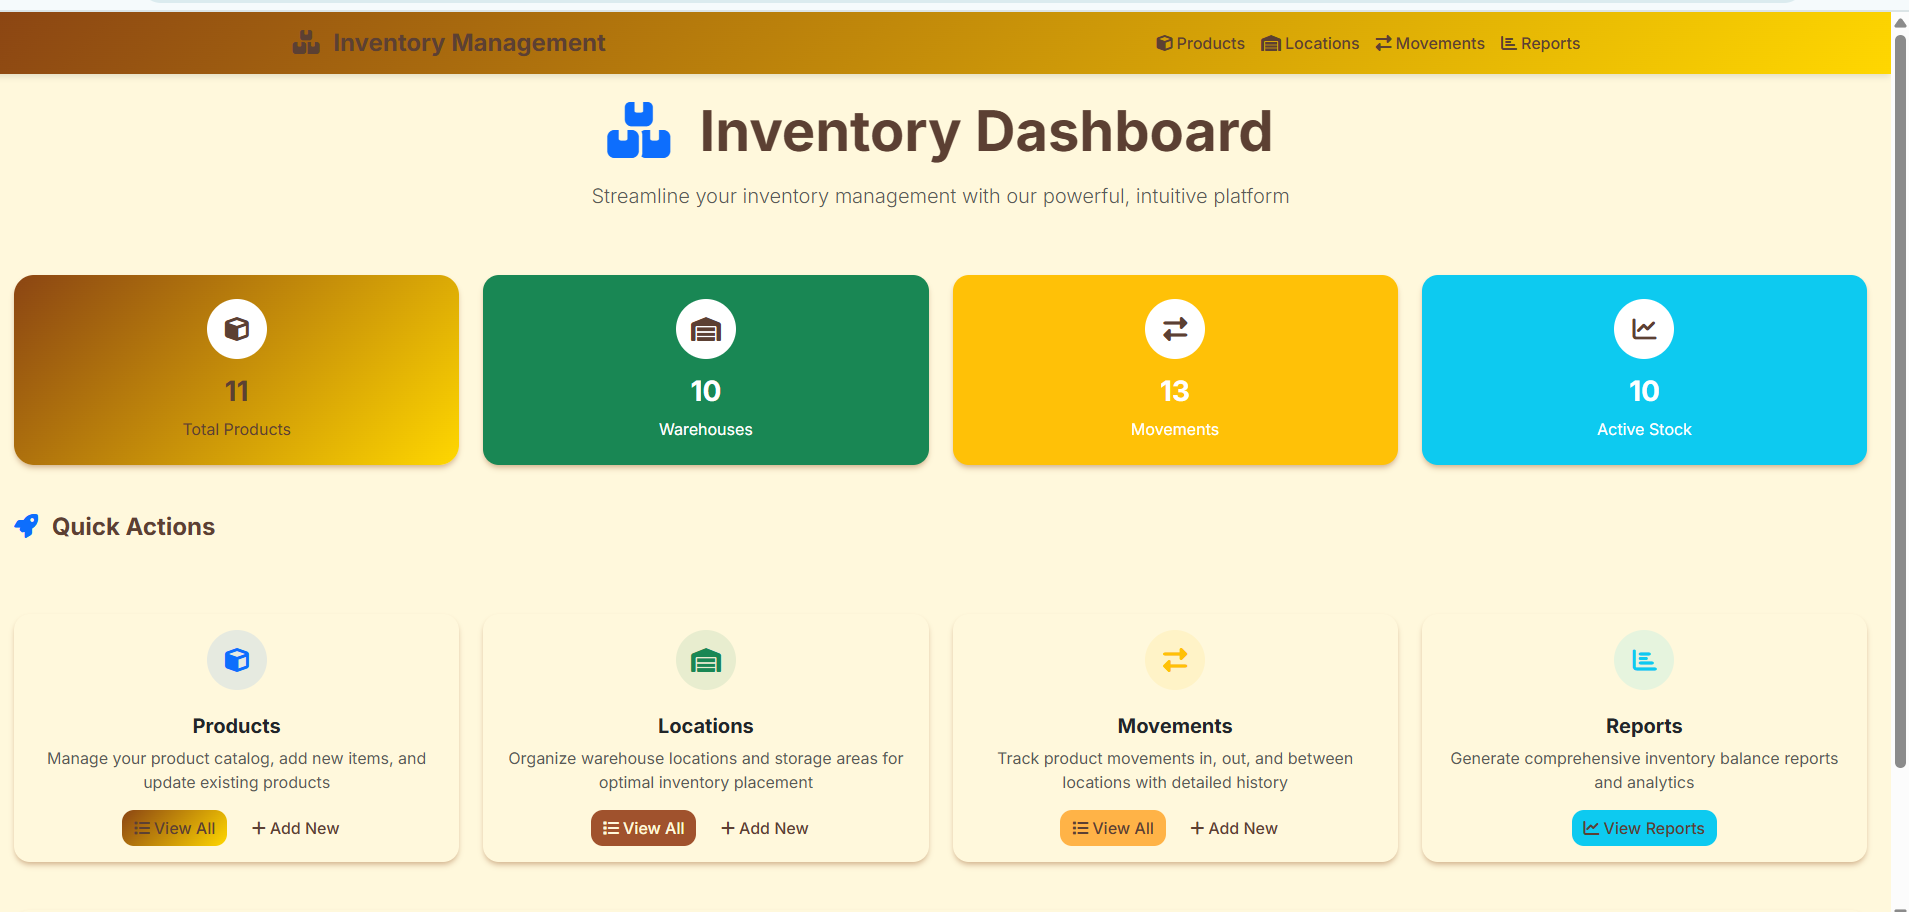 Inventory Management
Products Locations Movements Reports
Inventory Dashboard
Streamline your inventory management with our powerful, intuitive platform
11
Total Products
10
Warehouses
13
Movements
10
Active Stock
Quick Actions
Products
Manage your product catalog, add new items, and
update existing products
View All Add New
Locations
Organize warehouse locations and storage areas for
optimal inventory placement
View All Add New
Movements
Track product movements in, out, and between
locations with detailed history
View All Add New
Reports
Generate comprehensive inventory balance reports
and analytics
View Reports